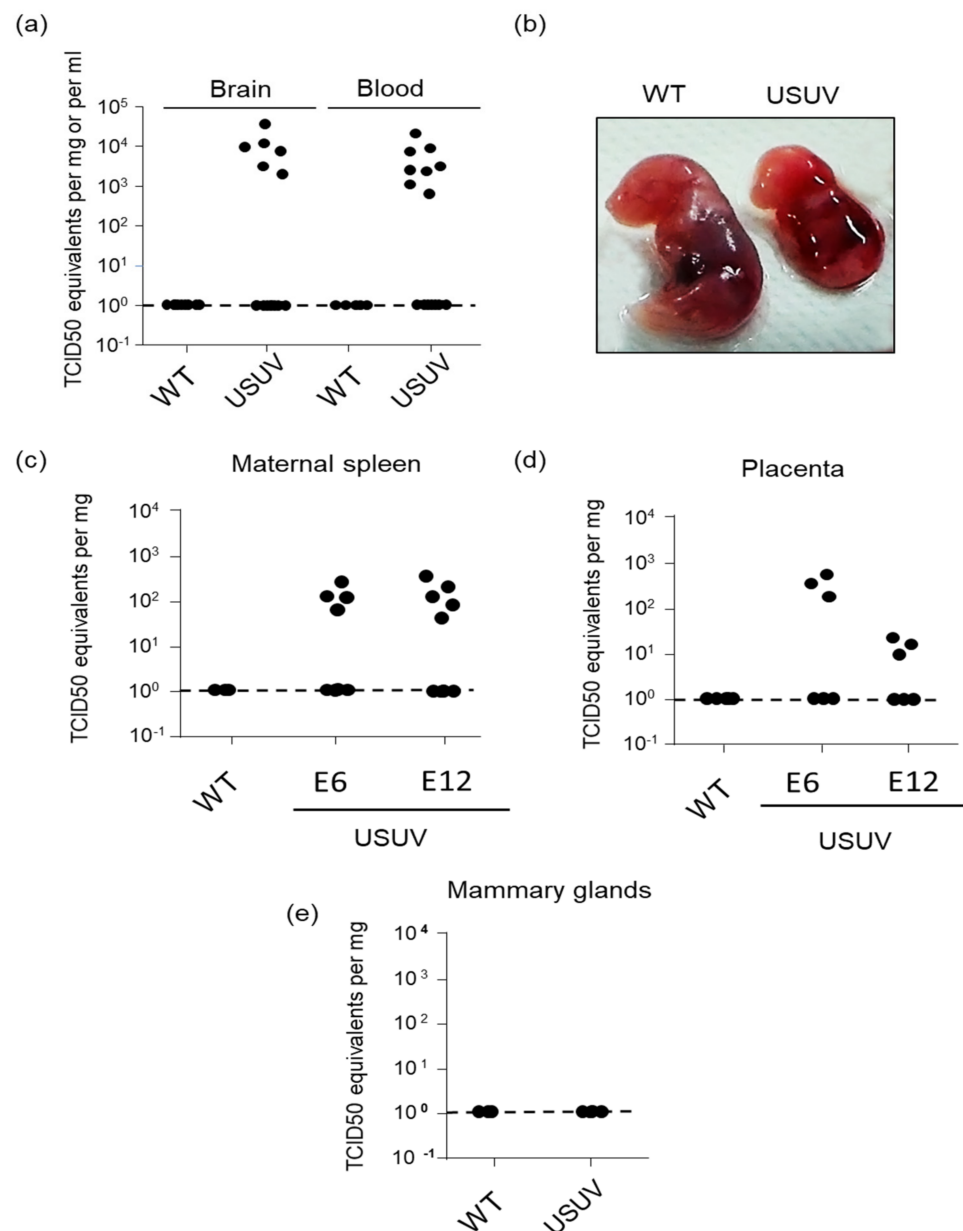 (a)
TCID50 equivalents per mg or per ml
Brain
Blood
10⁵
10⁴
10³
10²
10¹
10⁰
10⁻¹
WT
USUV
WT
USUV
(b)
WT
USUV
(c)
Maternal spleen
TCID50 equivalents per mg
10⁴
10³
10²
10¹
10⁰
10⁻¹
WT
E6
E12
USUV
(d)
Placenta
TCID50 equivalents per mg
10⁴
10³
10²
10¹
10⁰
10⁻¹
WT
E6
E12
USUV
(e)
Mammary glands
TCID50 equivalents per mg
10⁴
10³
10²
10¹
10⁰
10⁻¹
WT
USUV